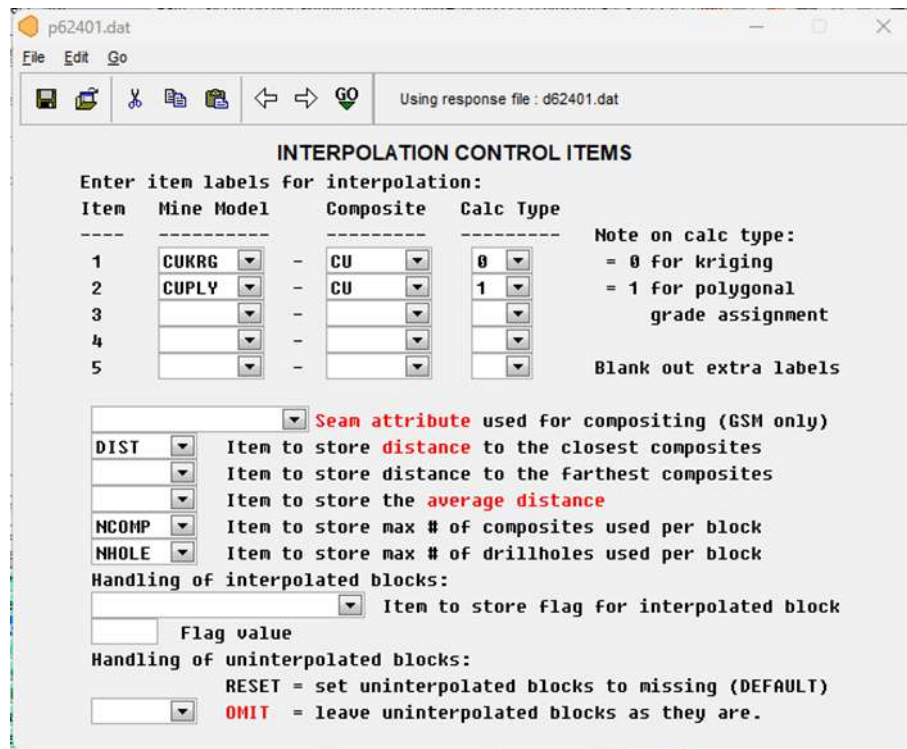 p62401.dat
File Edit Go
GO Using response file : d62401.dat
INTERPOLATION CONTROL ITEMS
Enter item labels for interpolation:
Item Mine Model Composite Calc Type
---- ---------- --------- --------- Note on calc type:
1 CUKRG - CU 0 = 0 for kriging
2 CUPLY - CU 1 = 1 for polygonal
3 - grade assignment
4 -
5 - Blank out extra labels
Seam attribute used for compositing (GSM only)
DIST Item to store distance to the closest composites
Item to store distance to the farthest composites
Item to store the average distance
NCOMP Item to store max # of composites used per block
NHOLE Item to store max # of drillholes used per block
Handling of interpolated blocks:
Item to store flag for interpolated block
Flag value
Handling of uninterpolated blocks:
RESET = set uninterpolated blocks to missing (DEFAULT)
OMIT = leave uninterpolated blocks as they are.